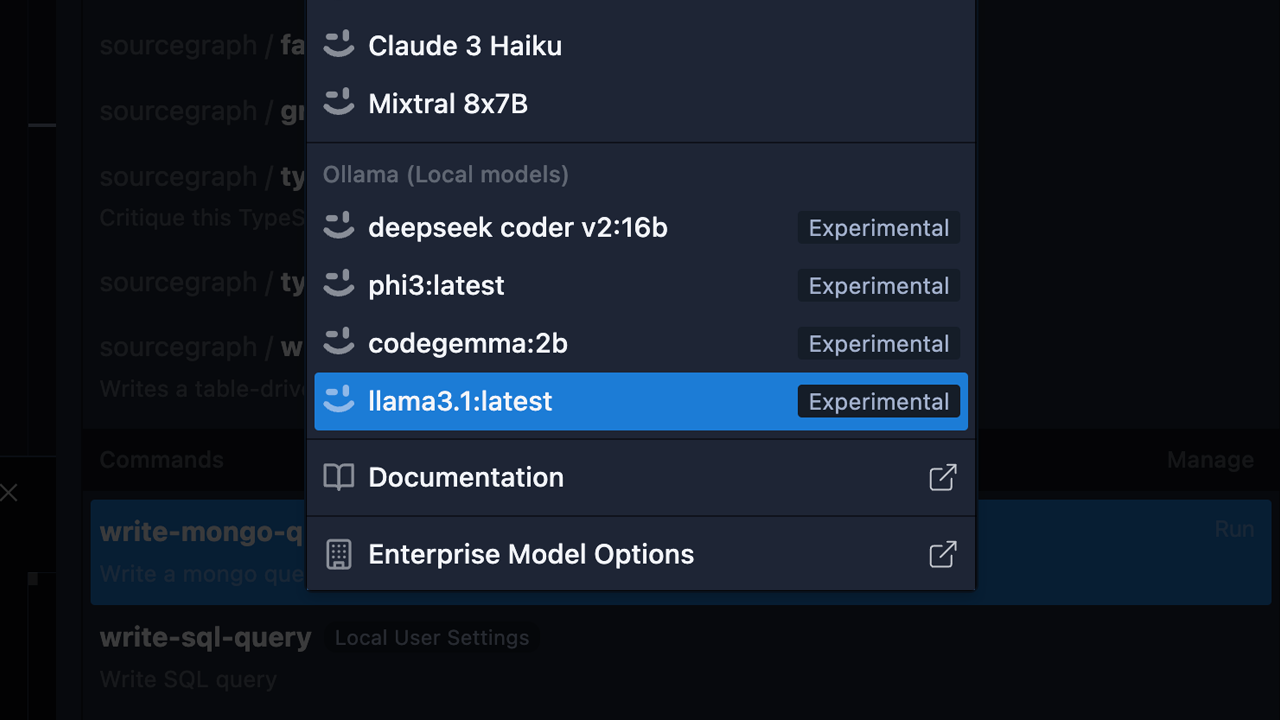 Claude 3 Haiku
Mixtral 8x7B
Ollama (Local models)
deepseek coder v2:16b Experimental
phi3:latest Experimental
codegemma:2b Experimental
llama3.1:latest Experimental
Documentation
Enterprise Model Options
sourcegraph / fa
sourcegraph / gr
sourcegraph / ty
Critique this TypeS
sourcegraph / ty
sourcegraph / w
Writes a table-drive
Commands Manage
write-mongo-q Run
Write a mongo que
write-sql-query Local User Settings
Write SQL query